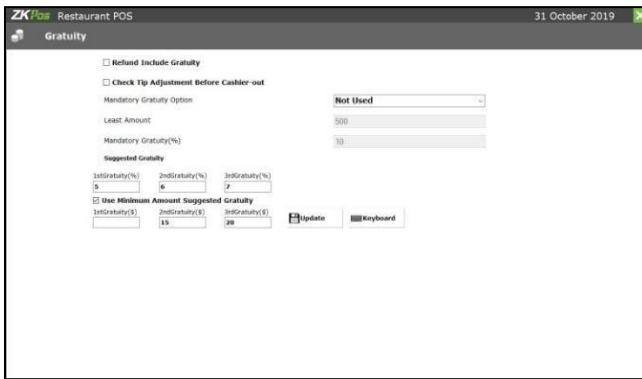 ZKPos Restaurant POS 31 October 2019
Gratuity
Refund Include Gratuity
Check Tip Adjustment Before Cashier-out
Mandatory Gratuity Option Not Used
Least Amount 500
Mandatory Gratuity(%) 10
Suggested Gratuity
1stGratuity(%) 2ndGratuity(%) 3rdGratuity(%)
5 6 7
Use Minimum Amount Suggested Gratuity
1stGratuity($) 2ndGratuity($) 3rdGratuity($)
15 20 Update Keyboard